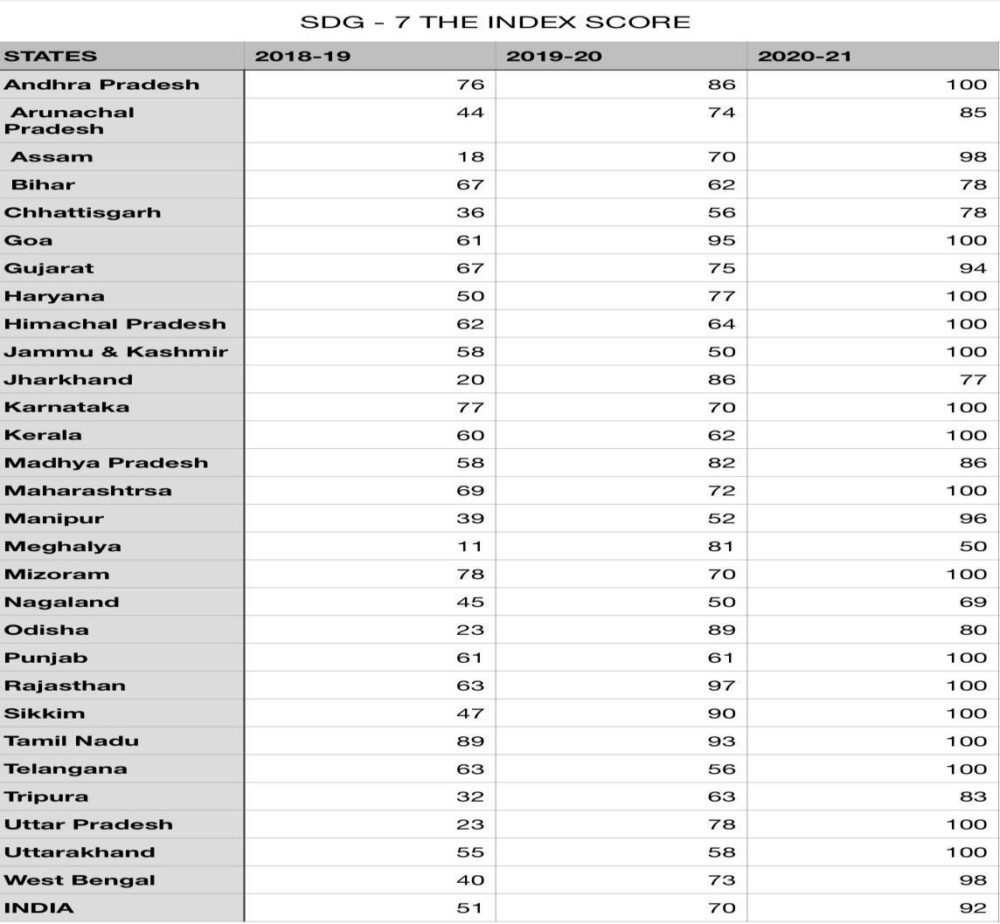 SDG - 7 THE INDEX SCORE
STATES 2018-19 2019-20 2020-21
Andhra Pradesh 76 86 100
Arunachal 44 74 85
Pradesh
Assam 18 70 98
Bihar 67 62 78
Chhattisgarh 36 56 78
Goa 61 95 100
Gujarat 67 75 94
Haryana 50 77 100
Himachal Pradesh 62 64 100
Jammu & Kashmir 58 50 100
Jharkhand 20 86 77
Karnataka 77 70 100
Kerala 60 62 100
Madhya Pradesh 58 82 86
Maharashtrsa 69 72 100
Manipur 39 52 96
Meghalya 11 81 50
Mizoram 78 70 100
Nagaland 45 50 69
Odisha 23 89 80
Punjab 61 61 100
Rajasthan 63 97 100
Sikkim 47 90 100
Tamil Nadu 89 93 100
Telangana 63 56 100
Tripura 32 63 83
Uttar Pradesh 23 78 100
Uttarakhand 55 58 100
West Bengal 40 73 98
INDIA 51 70 92